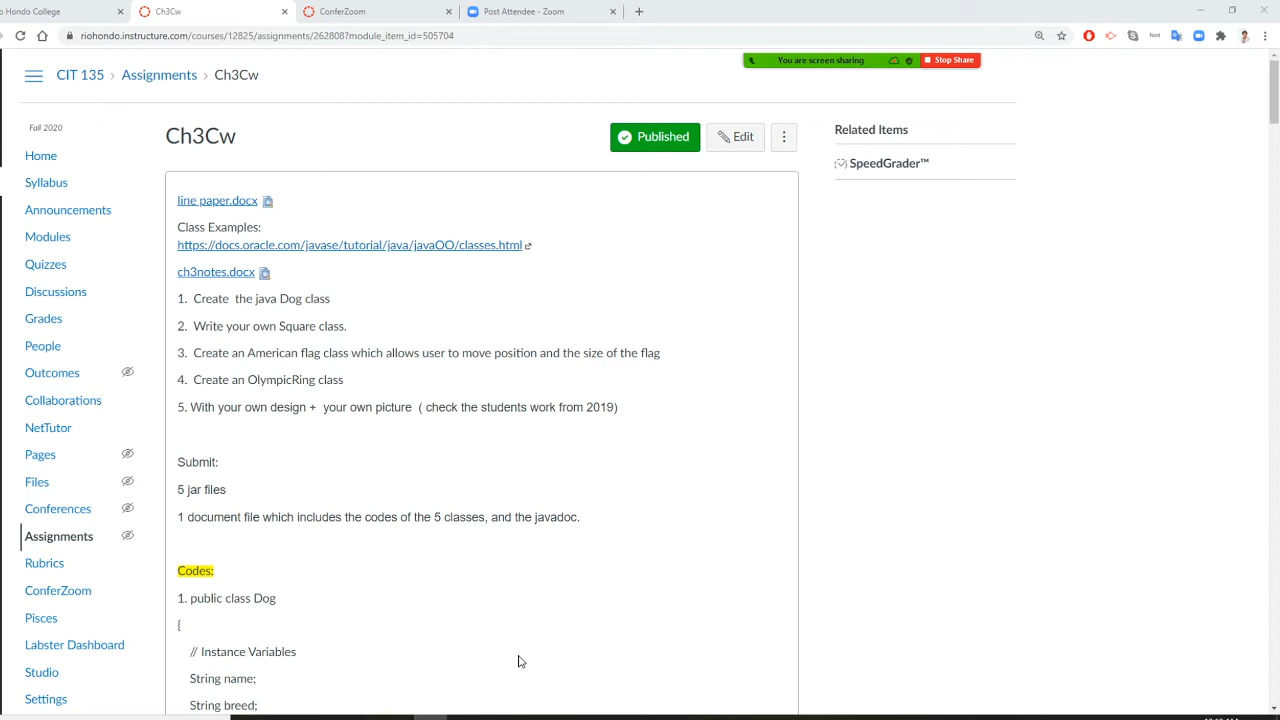 o Hondo College
Ch3Cw
ConferZoom
Post Attendee - Zoom
riohondo.instructure.com/courses/12825/assignments/262808?module_item_id=505704
You are screen sharing
Stop Share
CIT 135 › Assignments › Ch3Cw
Fall 2020
Home
Syllabus
Announcements
Modules
Quizzes
Discussions
Grades
People
Outcomes
Collaborations
NetTutor
Pages
Files
Conferences
Assignments
Rubrics
ConferZoom
Pisces
Labster Dashboard
Studio
Settings
Ch3Cw
Published
Edit
line paper.docx
Class Examples:
https://docs.oracle.com/javase/tutorial/java/javaOO/classes.html
ch3notes.docx
1. Create the java Dog class
2. Write your own Square class.
3. Create an American flag class which allows user to move position and the size of the flag
4. Create an OlympicRing class
5. With your own design + your own picture ( check the students work from 2019)
Submit:
5 jar files
1 document file which includes the codes of the 5 classes, and the javadoc.
Codes:
1. public class Dog
{
// Instance Variables
String name;
String breed;
Related Items
SpeedGrader™